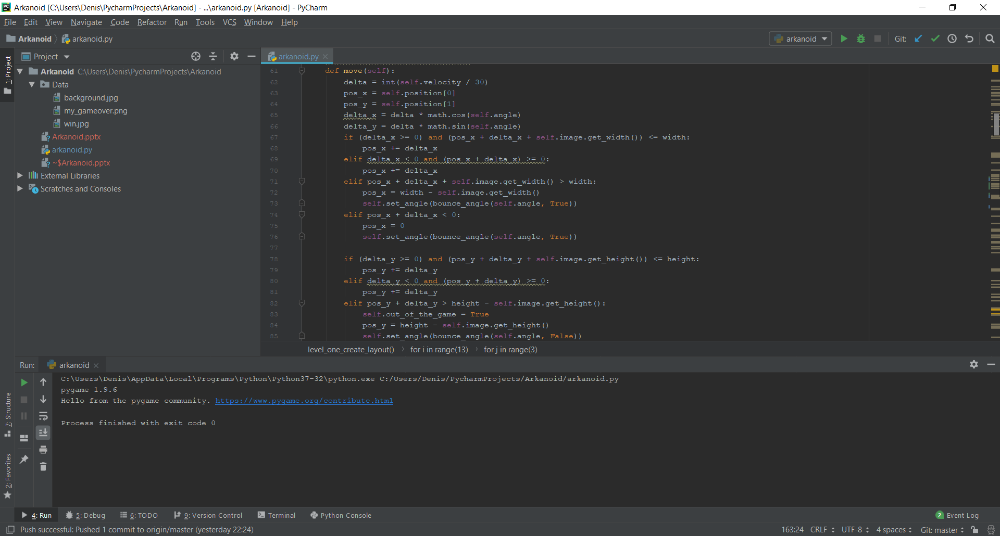 Arkanoid [C:\Users\Denis\PycharmProjects\Arkanoid] - ...\arkanoid.py [Arkanoid] - PyCharm
File Edit View Navigate Code Refactor Run Tools VCS Window Help
Arkanoid arkanoid.py
arkanoid Git:
1: Project
Project
arkanoid.py
Arkanoid C:\Users\Denis\PycharmProjects\Arkanoid
Data
background.jpg
my_gameover.png
win.jpg
Arkanoid.pptx
arkanoid.py
~$Arkanoid.pptx
External Libraries
Scratches and Consoles
61 def move(self):
62 delta = int(self.velocity / 30)
63 pos_x = self.position[0]
64 pos_y = self.position[1]
65 delta_x = delta * math.cos(self.angle)
66 delta_y = delta * math.sin(self.angle)
67 if (delta_x >= 0) and (pos_x + delta_x + self.image.get_width()) <= width:
68 pos_x += delta_x
69 elif delta_x < 0 and (pos_x + delta_x) >= 0:
70 pos_x += delta_x
71 elif pos_x + delta_x + self.image.get_width() > width:
72 pos_x = width - self.image.get_width()
73 self.set_angle(bounce_angle(self.angle, True))
74 elif pos_x + delta_x < 0:
75 pos_x = 0
76 self.set_angle(bounce_angle(self.angle, True))
77
78 if (delta_y >= 0) and (pos_y + delta_y + self.image.get_height()) <= height:
79 pos_y += delta_y
80 elif delta_y < 0 and (pos_y + delta_y) >= 0:
81 pos_y += delta_y
82 elif pos_y + delta_y > height - self.image.get_height():
83 self.out_of_the_game = True
84 pos_y = height - self.image.get_height()
85 self.set_angle(bounce_angle(self.angle, False))
level_one_create_layout() for i in range(13) for j in range(3)
Run: arkanoid
C:\Users\Denis\AppData\Local\Programs\Python\Python37-32\python.exe C:/Users/Denis/PycharmProjects/Arkanoid/arkanoid.py
pygame 1.9.6
Hello from the pygame community. https://www.pygame.org/contribute.html
Process finished with exit code 0
7: Structure
2: Favorites
4: Run 5: Debug 6: TODO 9: Version Control Terminal Python Console 2 Event Log
Push successful: Pushed 1 commit to origin/master (yesterday 22:24) 163:24 CRLF UTF-8 4 spaces Git: master